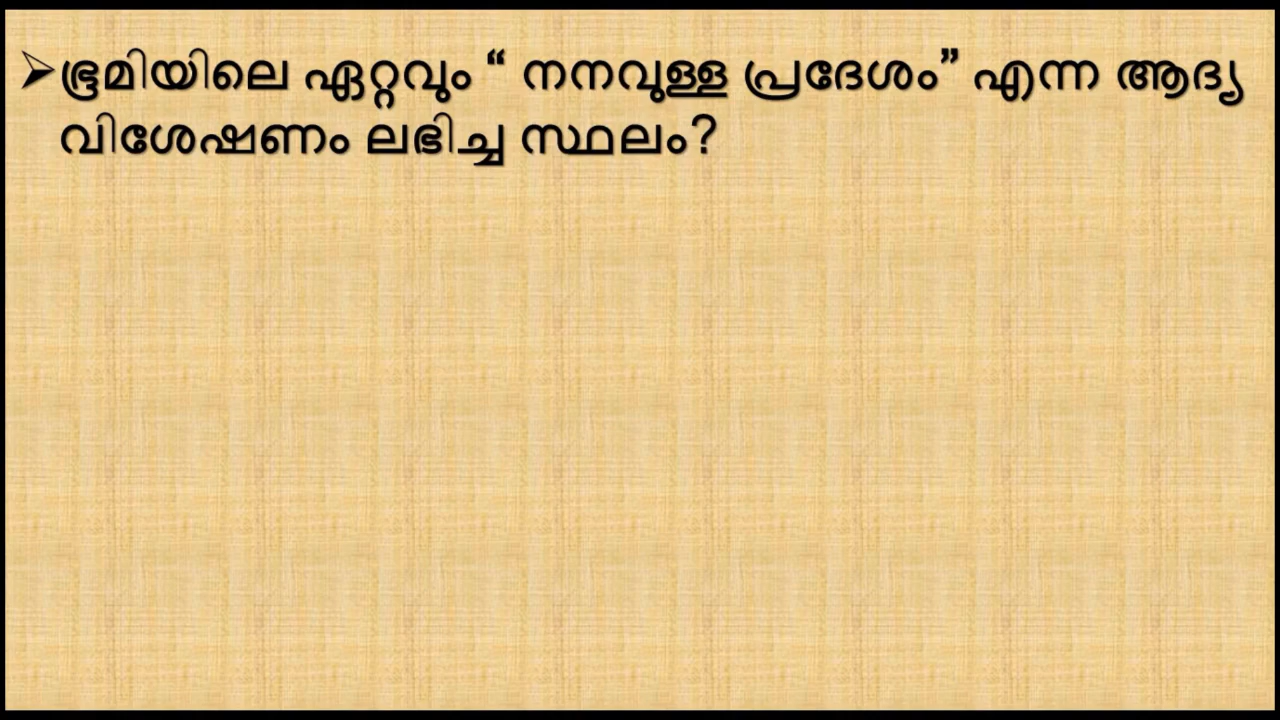 ➢ഭൂമിയിലെ ഏറ്റവും “ നനവുള്ള പ്രദേശം” എന്ന ആദ്യ
വിശേഷണം ലഭിച്ച സ്ഥലം?